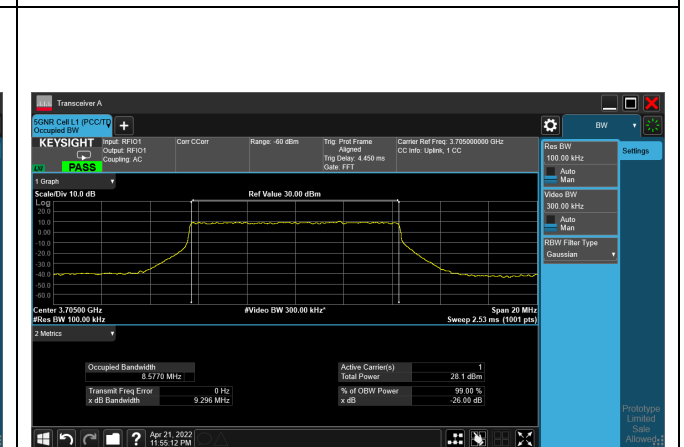 Transceiver A
5GNR Cell L1 (PCC/TD
Occupied BW
BW
KEYSIGHT
Input: RFIO1
Output: RFIO1
Coupling: AC
Corr CCorr
Range: -60 dBm
Trig: Prot Frame
Aligned
Trig Delay: 4.450 ms
Gate: FFT
Carrier Ref Freq: 3.705000000 GHz
CC Info: Uplink, 1 CC
PASS
Res BW
100.00 kHz
Auto
Man
Settings
Video BW
300.00 kHz
Auto
Man
RBW Filter Type
Gaussian
1 Graph
Scale/Div 10.0 dB
Ref Value 30.00 dBm
Log
20.0
10.0
0.00
-10.0
-20.0
-30.0
-40.0
-50.0
-60.0
Center 3.70500 GHz
#Video BW 300.00 kHz*
Span 20 MHz
#Res BW 100.00 kHz
Sweep 2.53 ms (1001 pts)
2 Metrics
Occupied Bandwidth
8.5770 MHz
Active Carrier(s) 1
Total Power 28.1 dBm
Transmit Freq Error 0 Hz
x dB Bandwidth 9.296 MHz
% of OBW Power 99.00 %
x dB -26.00 dB
Prototype
Limited
Sale
Allowed
Apr 21, 2022
11:55:12 PM